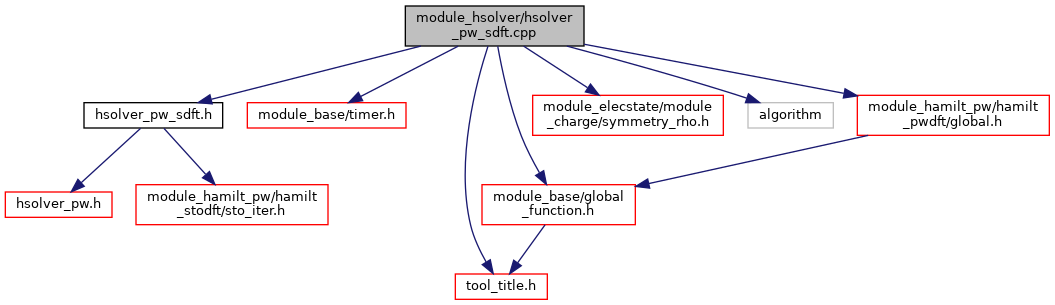 module_hsolver/hsolver
_pw_sdft.cpp
hsolver_pw_sdft.h
module_base/timer.h
module_elecstate/module
_charge/symmetry_rho.h
algorithm
module_hamilt_pw/hamilt
_pwdft/global.h
hsolver_pw.h
module_hamilt_pw/hamilt
_stodft/sto_iter.h
module_base/global
_function.h
tool_title.h